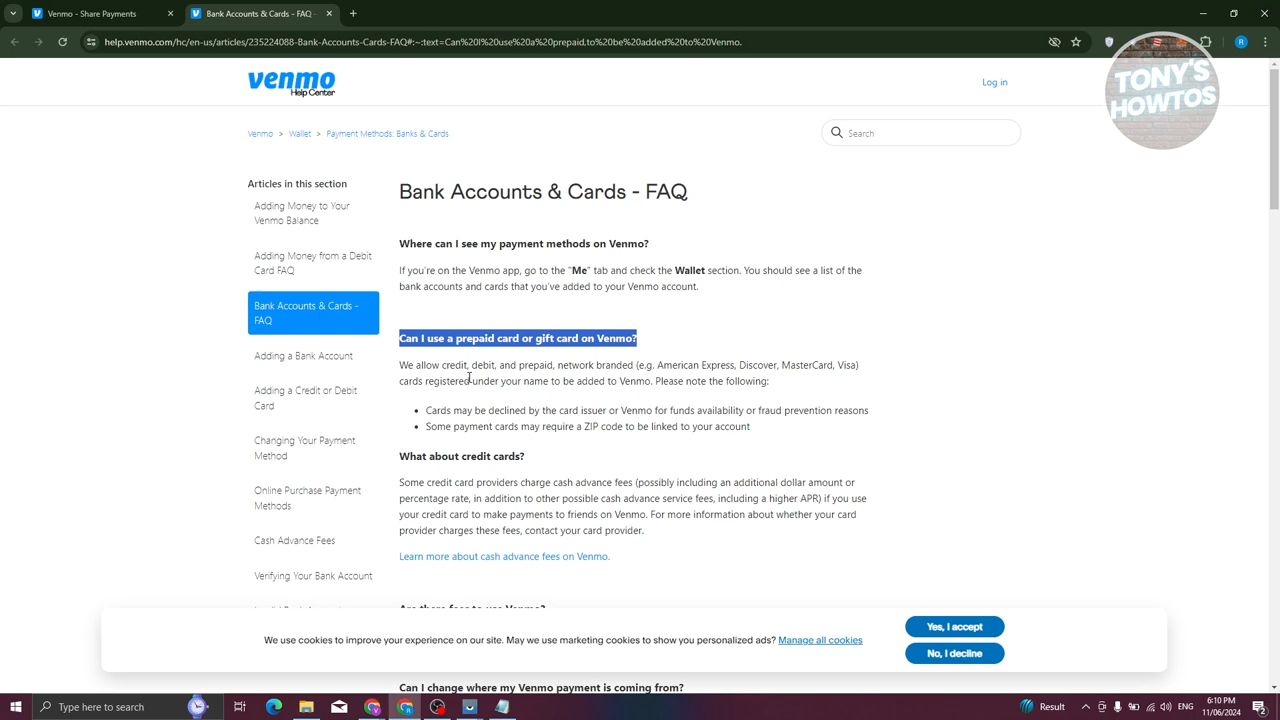 Venmo - Share Payments
Bank Accounts & Cards - FAQ -
help.venmo.com/hc/en-us/articles/235224088-Bank-Accounts-Cards-FAQ#:~:text=Can%20I%20use%20a%20prepaid,to%20be%20added%20to%20Venmo.
R
TONY'S
HOWTOS
venmo
Help Center
Log in
Venmo > Wallet > Payment Methods: Banks & Cards
Search
Articles in this section
Adding Money to Your
Venmo Balance
Adding Money from a Debit
Card FAQ
Bank Accounts & Cards -
FAQ
Adding a Bank Account
Adding a Credit or Debit
Card
Changing Your Payment
Method
Online Purchase Payment
Methods
Cash Advance Fees
Verifying Your Bank Account
Bank Accounts & Cards - FAQ
Where can I see my payment methods on Venmo?
If you're on the Venmo app, go to the "Me" tab and check the Wallet section. You should see a list of the
bank accounts and cards that you've added to your Venmo account.
Can I use a prepaid card or gift card on Venmo?
We allow credit, debit, and prepaid, network branded (e.g. American Express, Discover, MasterCard, Visa)
cards registered under your name to be added to Venmo. Please note the following:
• Cards may be declined by the card issuer or Venmo for funds availability or fraud prevention reasons
• Some payment cards may require a ZIP code to be linked to your account
What about credit cards?
Some credit card providers charge cash advance fees (possibly including an additional dollar amount or
percentage rate, in addition to other possible cash advance service fees, including a higher APR) if you use
your credit card to make payments to friends on Venmo. For more information about whether your card
provider charges these fees, contact your card provider.
Learn more about cash advance fees on Venmo.
Are there fees to use Venmo?
We use cookies to improve your experience on our site. May we use marketing cookies to show you personalized ads? Manage all cookies
Yes, I accept
No, I decline
Can I change where my Venmo payment is coming from?
Type here to search
Result
6:10 PM
11/06/2024